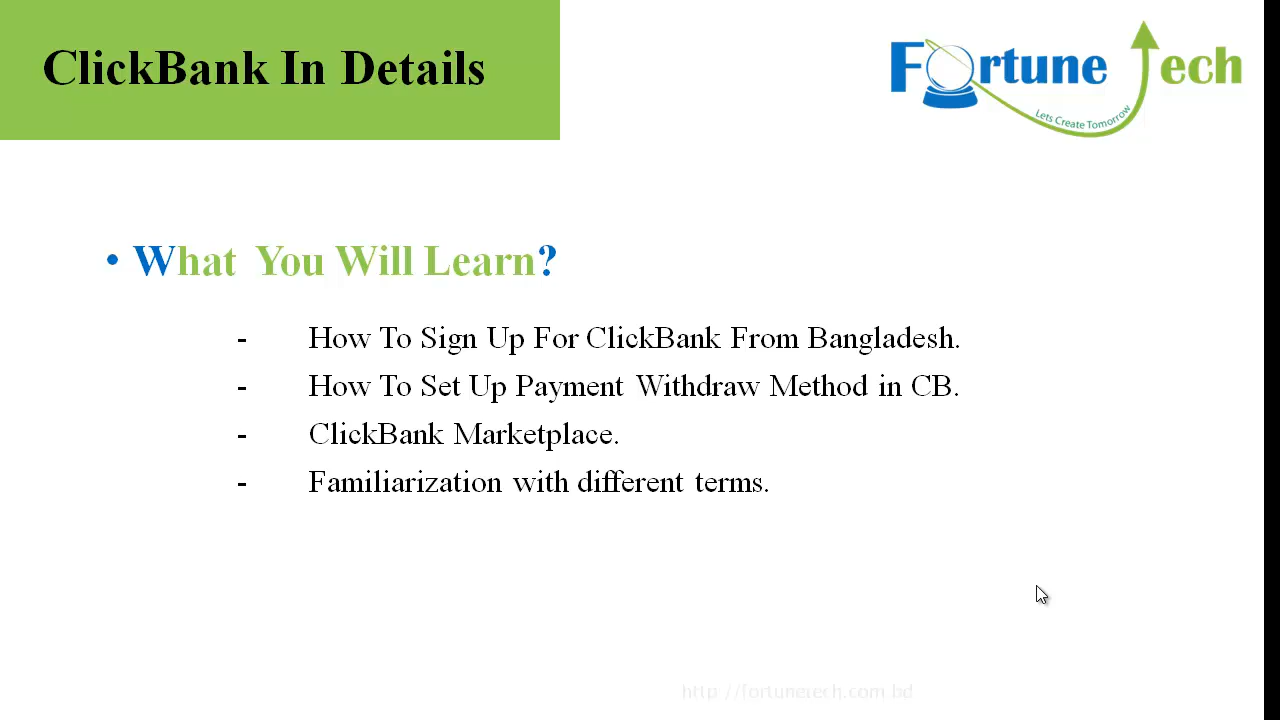 ClickBank In Details
Fortune Tech
Lets Create Tomorrow
• What You Will Learn?
- How To Sign Up For ClickBank From Bangladesh.
- How To Set Up Payment Withdraw Method in CB.
- ClickBank Marketplace.
- Familiarization with different terms.
http://fortunetech.com.bd